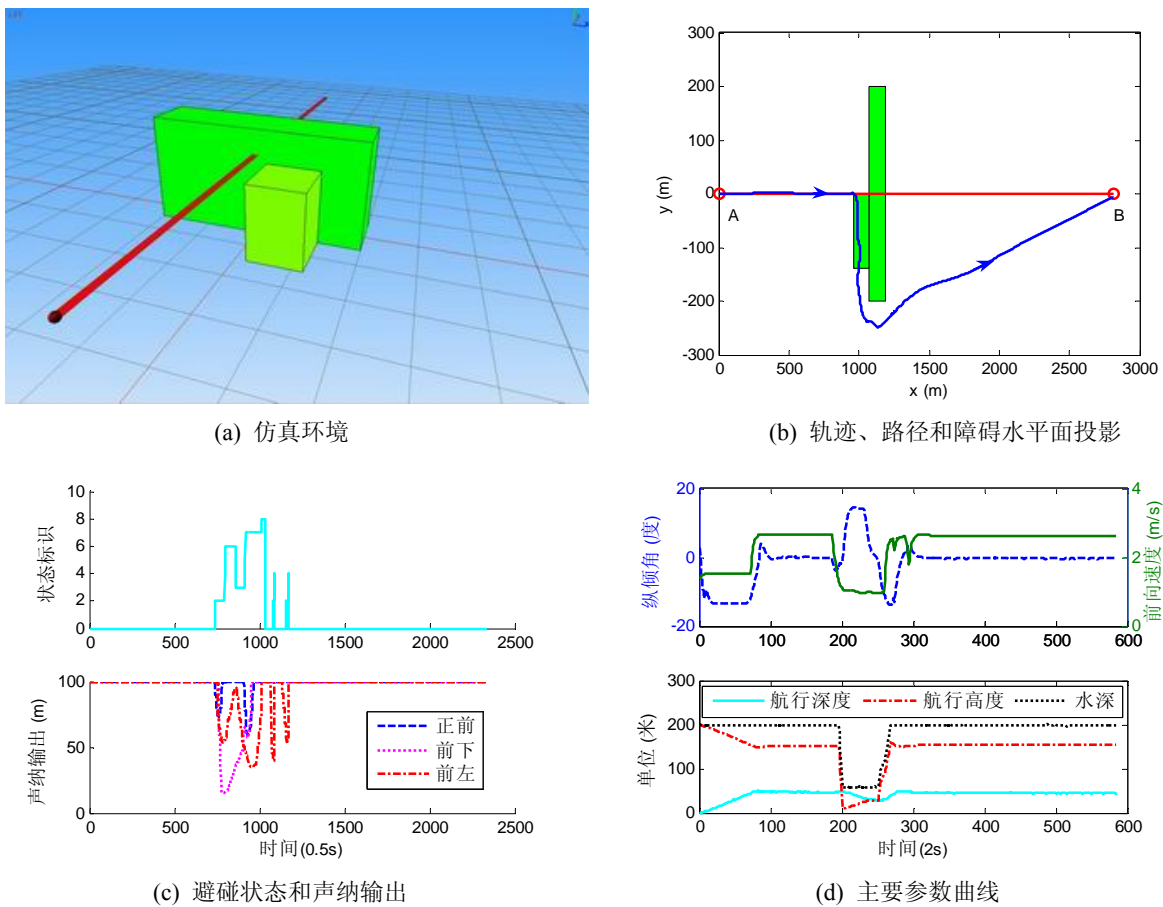 300
200
100
0
-100
-200
-300
y (m)
A
B
0
500
1000
1500
2000
2500
3000
x (m)
(a) 仿真环境
(b) 轨迹、路径和障碍水平面投影
10
8
6
4
2
0
状态标识
0
500
1000
1500
2000
2500
100
50
0
声纳输出 (m)
正前
前下
前左
0
500
1000
1500
2000
2500
时间(0.5s)
(c) 避碰状态和声纳输出
20
0
-20
纵倾角 (度)
4
2
0
前向速度 (m/s)
0
100
200
300
400
500
600
300
200
100
0
单位 (米)
航行深度
航行高度
水深
0
100
200
300
400
500
600
时间(2s)
(d) 主要参数曲线